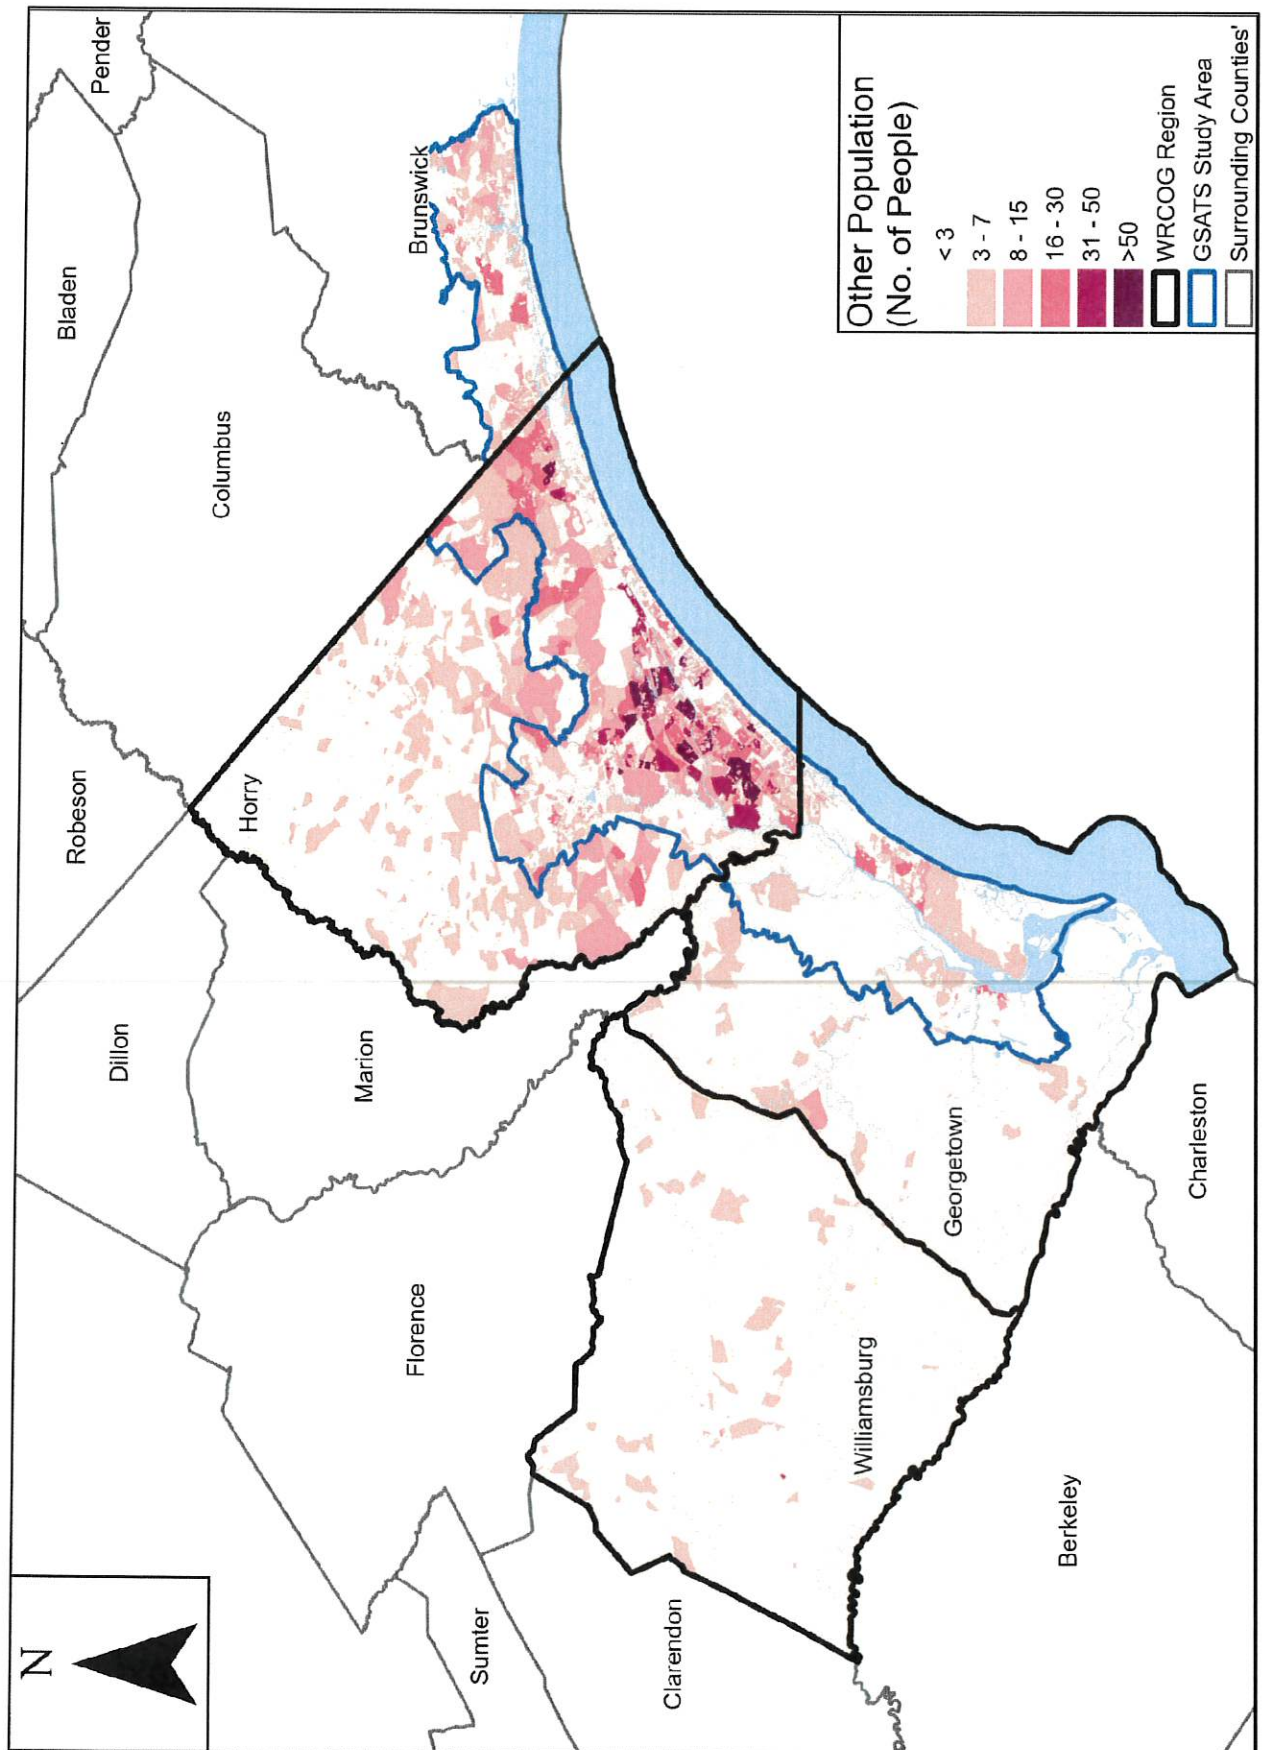 N
Pender
Bladen
Brunswick
Columbus
Robeson
Horry
Dillon
Marion
Florence
Georgetown
Charleston
Sumter
Williamsburg
Clarendon
Berkeley
Other Population
(No. of People)
< 3
3 - 7
8 - 15
16 - 30
31 - 50
>50
WRCOG Region
GSATS Study Area
Surrounding Counties'